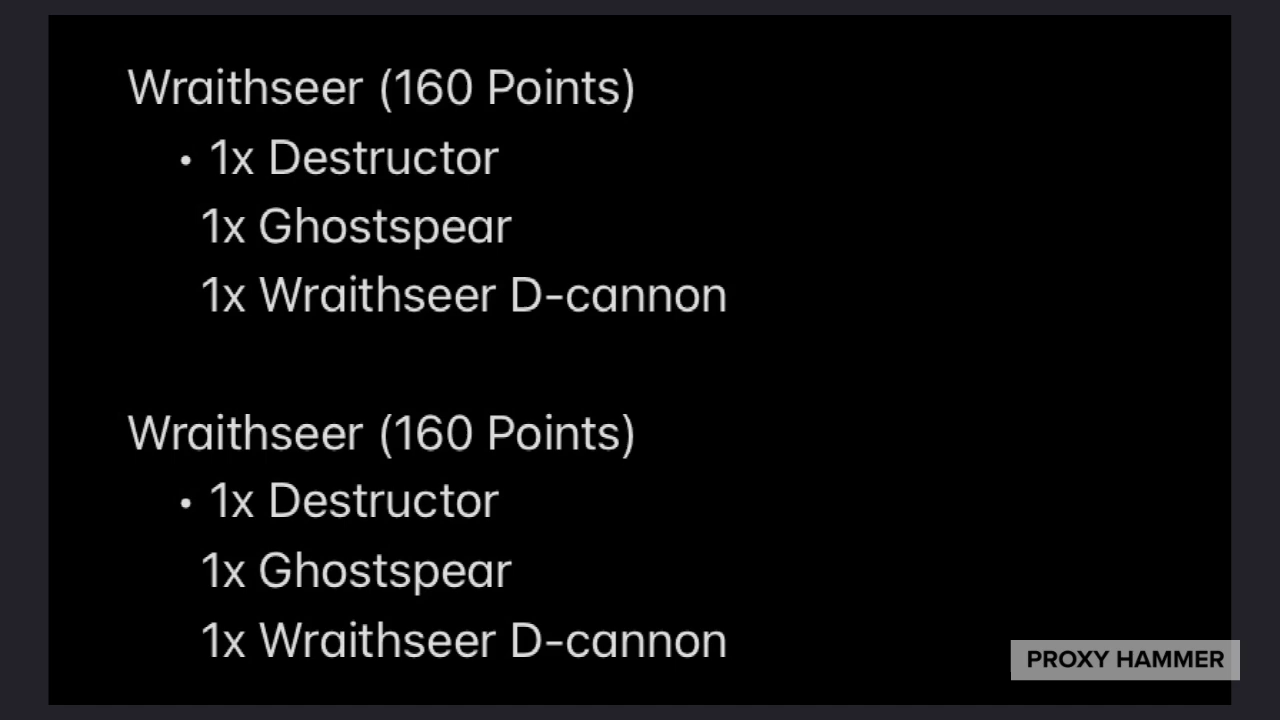 Wraithseer (160 Points)
• 1x Destructor
1x Ghostspear
1x Wraithseer D-cannon
Wraithseer (160 Points)
• 1x Destructor
1x Ghostspear
1x Wraithseer D-cannon
PROXY HAMMER